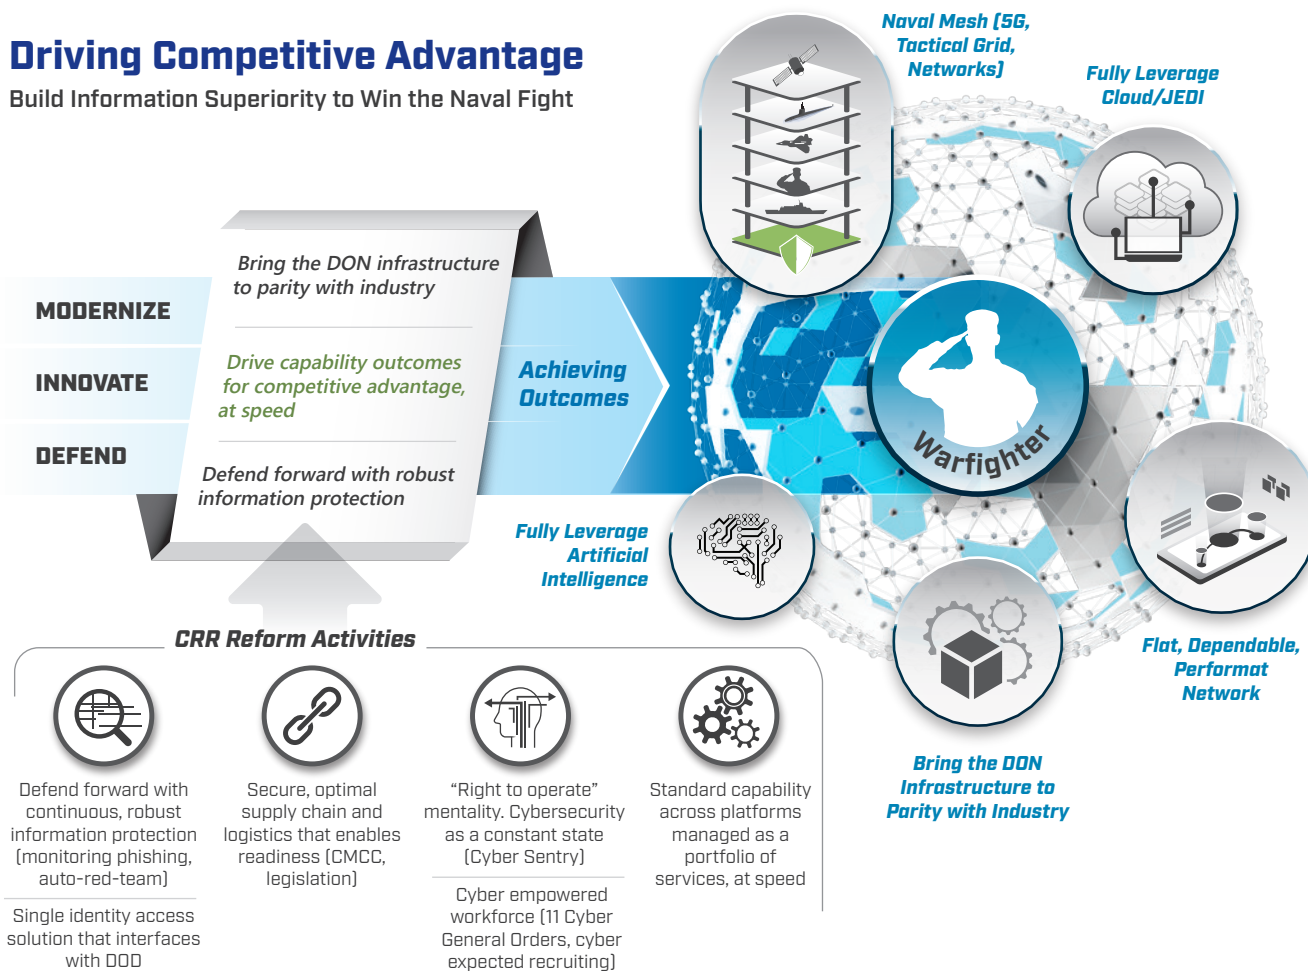 Driving Competitive Advantage
Build Information Superiority to Win the Naval Fight
MODERNIZE
INNOVATE
DEFEND
Bring the DON infrastructure
to parity with industry
Drive capability outcomes
for competitive advantage,
at speed
Defend forward with robust
information protection
Achieving
Outcomes
Naval Mesh (5G,
Tactical Grid,
Networks)
Fully Leverage
Cloud/JEDI
Warfighter
Fully Leverage
Artificial
Intelligence
Flat, Dependable,
Performat
Network
Bring the DON
Infrastructure to
Parity with Industry
CRR Reform Activities
Defend forward with
continuous, robust
information protection
(monitoring phishing,
auto-red-team)
Single identity access
solution that interfaces
with DOD
Secure, optimal
supply chain and
logistics that enables
readiness (CMCC,
legislation)
“Right to operate”
mentality. Cybersecurity
as a constant state
(Cyber Sentry)
Cyber empowered
workforce (11 Cyber
General Orders, cyber
expected recruiting)
Standard capability
across platforms
managed as a
portfolio of
services, at speed